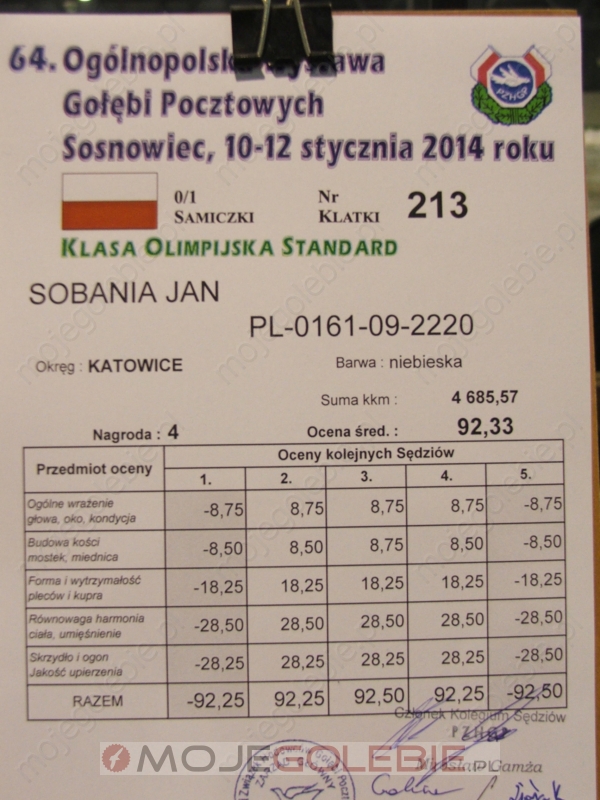 64. Ogólnopolska Wystawa
Gołębi Pocztowych
Sosnowiec, 10-12 stycznia 2014 roku
PZHGP
0/1 Nr
SAMICZKI KLATKI 213
KLASA OLIMPIJSKA STANDARD
SOBANIA JAN
PL-0161-09-2220
Okręg : KATOWICE Barwa : niebieska
Suma kkm : 4 685,57
Nagroda : 4 Ocena śred. : 92,33
Przedmiot oceny Oceny kolejnych Sędziów
1. 2. 3. 4. 5.
Ogólne wrażenie
głowa, oko, kondycja -8,75 8,75 8,75 8,75 -8,75
Budowa kości
mostek, miednica -8,50 8,50 8,75 8,50 -8,50
Forma i wytrzymałość
pleców i kupra -18,25 18,25 18,25 18,25 -18,25
Równowaga harmonia
ciała, umięśnienie -28,50 28,50 28,50 28,50 -28,50
Skrzydło i ogon
Jakość upierzenia -28,25 28,25 28,25 28,25 -28,50
RAZEM -92,25 92,25 92,50 92,25 -92,50
Członek Kolegium Sędziów
PZHGP
Mirosław Gamża
MOJEGOLEBIE
.PL